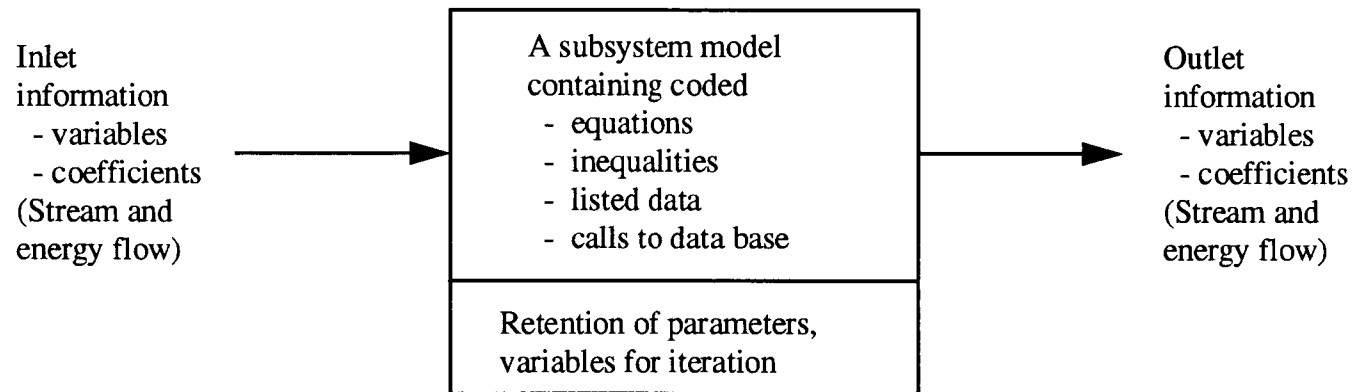 Inlet
information
- variables
- coefficients
(Stream and
energy flow)
A subsystem model
containing coded
- equations
- inequalities
- listed data
- calls to data base
Retention of parameters,
variables for iteration
Outlet
information
- variables
- coefficients
(Stream and
energy flow)